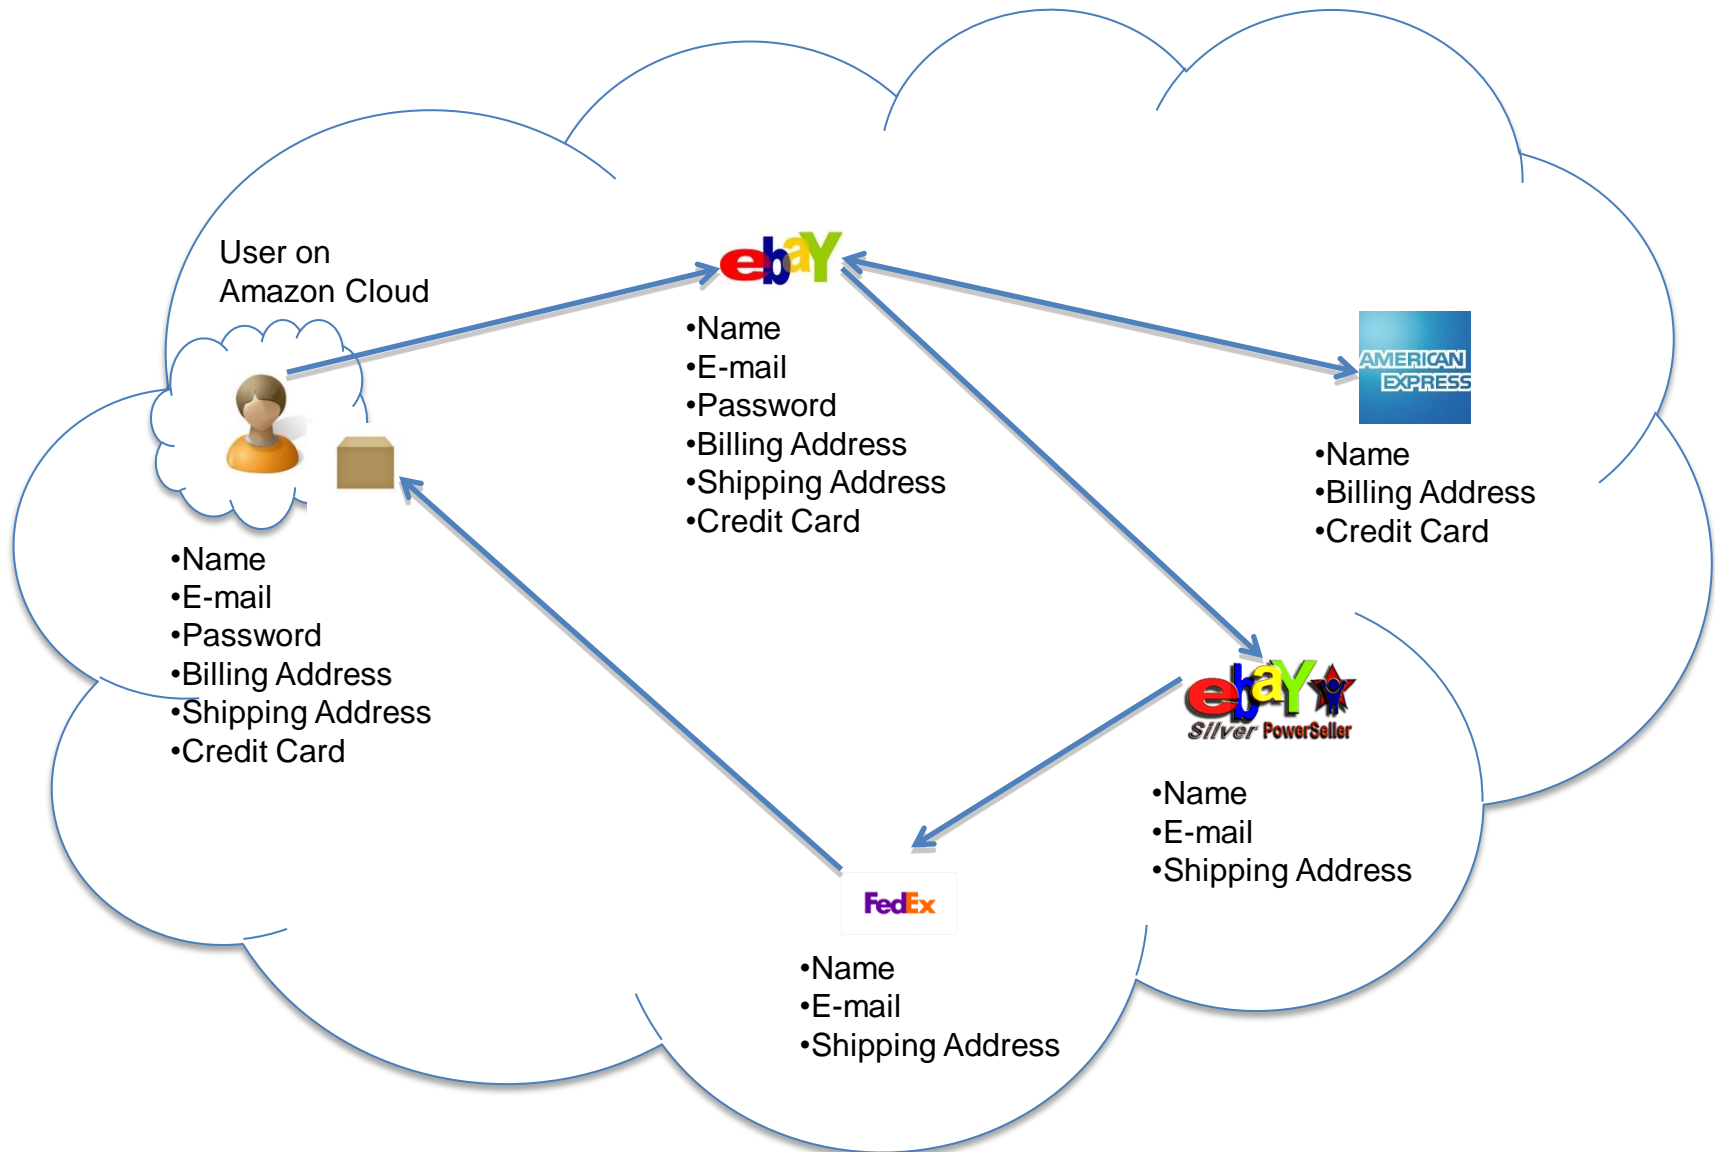 User on
Amazon Cloud
ebaY
•Name
•E-mail
•Password
•Billing Address
•Shipping Address
•Credit Card
AMERICAN
EXPRESS
•Name
•Billing Address
•Credit Card
•Name
•E-mail
•Password
•Billing Address
•Shipping Address
•Credit Card
ebaY
Silver PowerSeller
•Name
•E-mail
•Shipping Address
FedEx
•Name
•E-mail
•Shipping Address